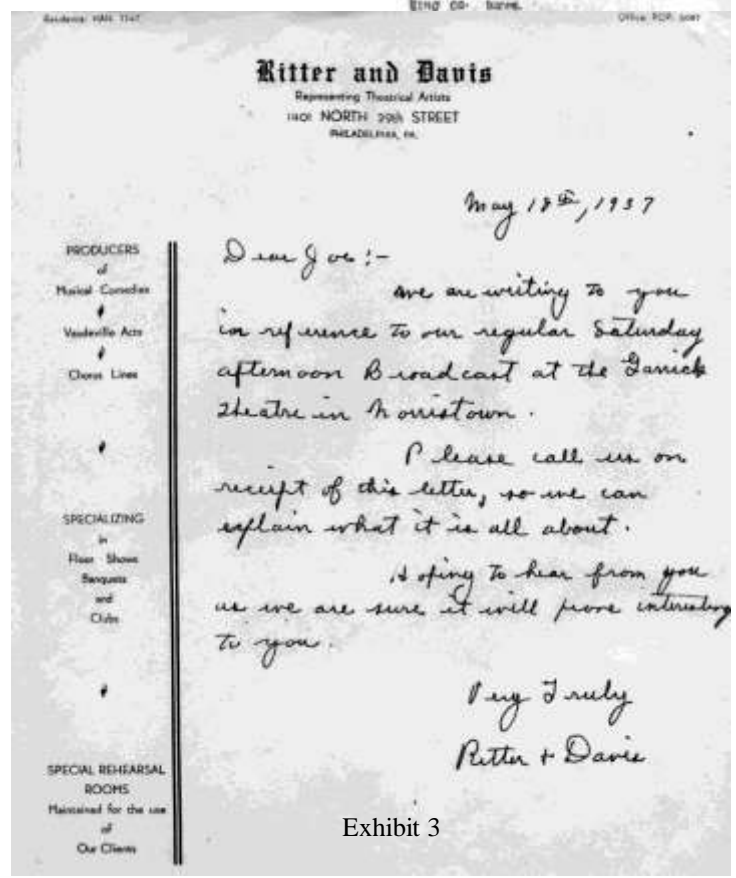 Ritter and Davis
Representing Theatrical Artists
1401 NORTH 29th STREET
PHILADELPHIA, PA.
May 18th, 1937
PRODUCERS
of
Musical Comedies
Vaudeville Acts
Chorus Lines
SPECIALIZING
in
Floor Shows
Banquets
and
Clubs
SPECIAL REHEARSAL
ROOMS
Maintained for the use
of
Our Clients
Dear Joe:-
We are writing to you
in reference to our regular Saturday
afternoon Broadcast at the Garrick
Theatre in Norristown.
Please call us on
receipt of this letter, so we can
explain what it is all about.
Hoping to hear from you
as we are sure it will prove interesting
to you.
Very Truly
Ritter + Davis
Exhibit 3